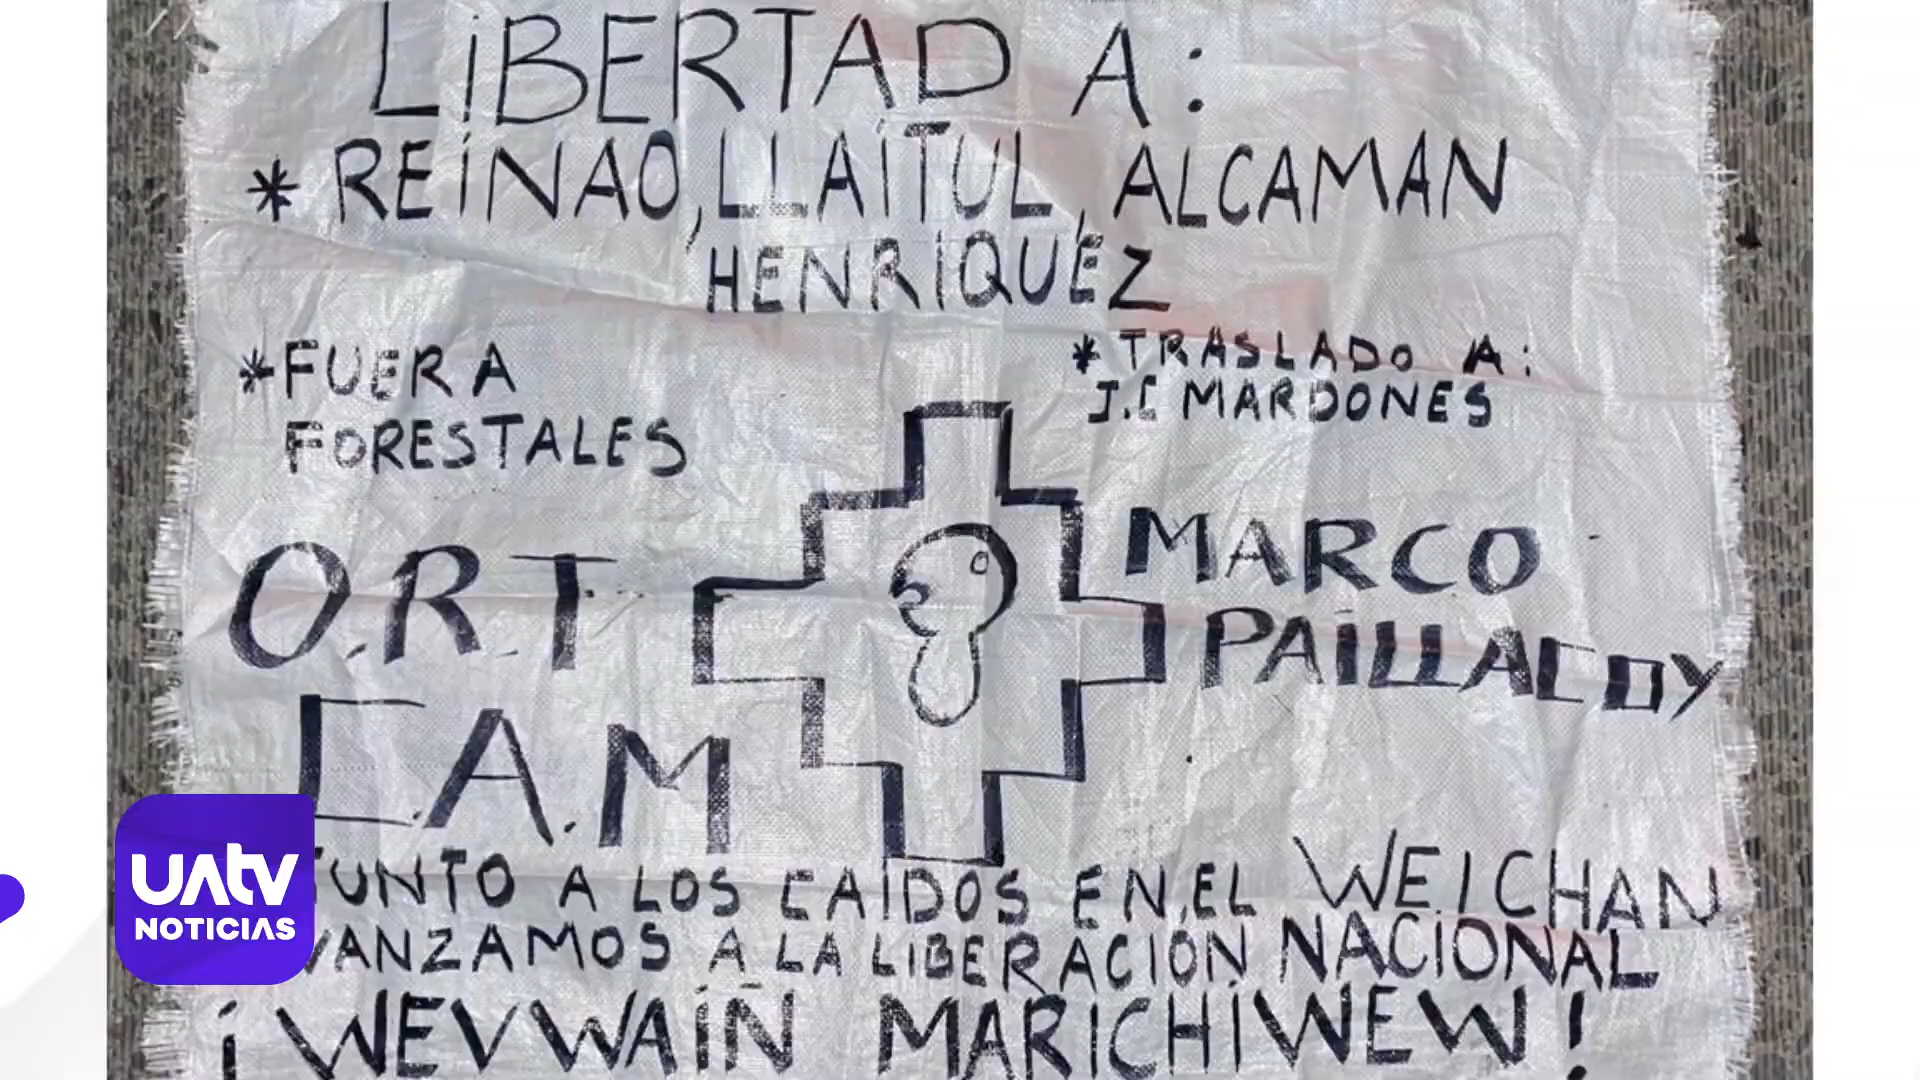 LIBERTAD A:
* REINAO, LLAITUL, ALCAMAN
HENRIQUEZ
* FUERA
FORESTALES
* TRASLADO A:
J.C MARDONES
O.R.T
C.A.M
MARCO
PAILLACOY
JUNTO A LOS CAIDOS EN EL WEICHAN
AVANZAMOS A LA LIBERACIÓN NACIONAL
¡WEVWAIÑ MARICHIWEW!
UATV
NOTICIAS